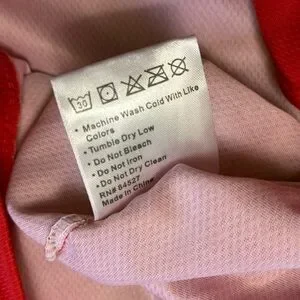 30
• Machine Wash Cold With Like
Colors
• Tumble Dry Low
• Do Not Bleach
• Do Not Iron
• Do Not Dry Clean
RN# 84527
Made in China